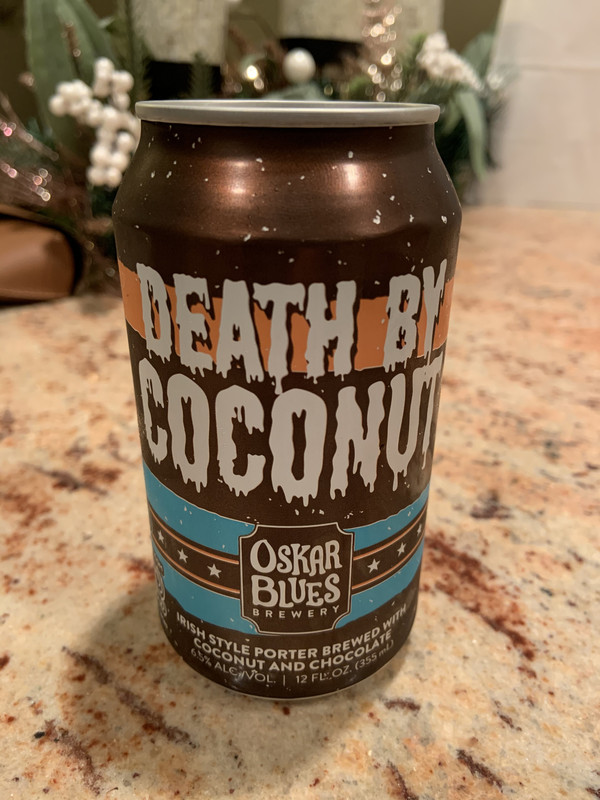 DEATH BY
COCONUT
OSKAR
BLUES
BREWERY
IRISH STYLE PORTER BREWED WITH
COCONUT AND CHOCOLATE
6.5% ALC./VOL. | 12 FL. OZ. (355 mL)